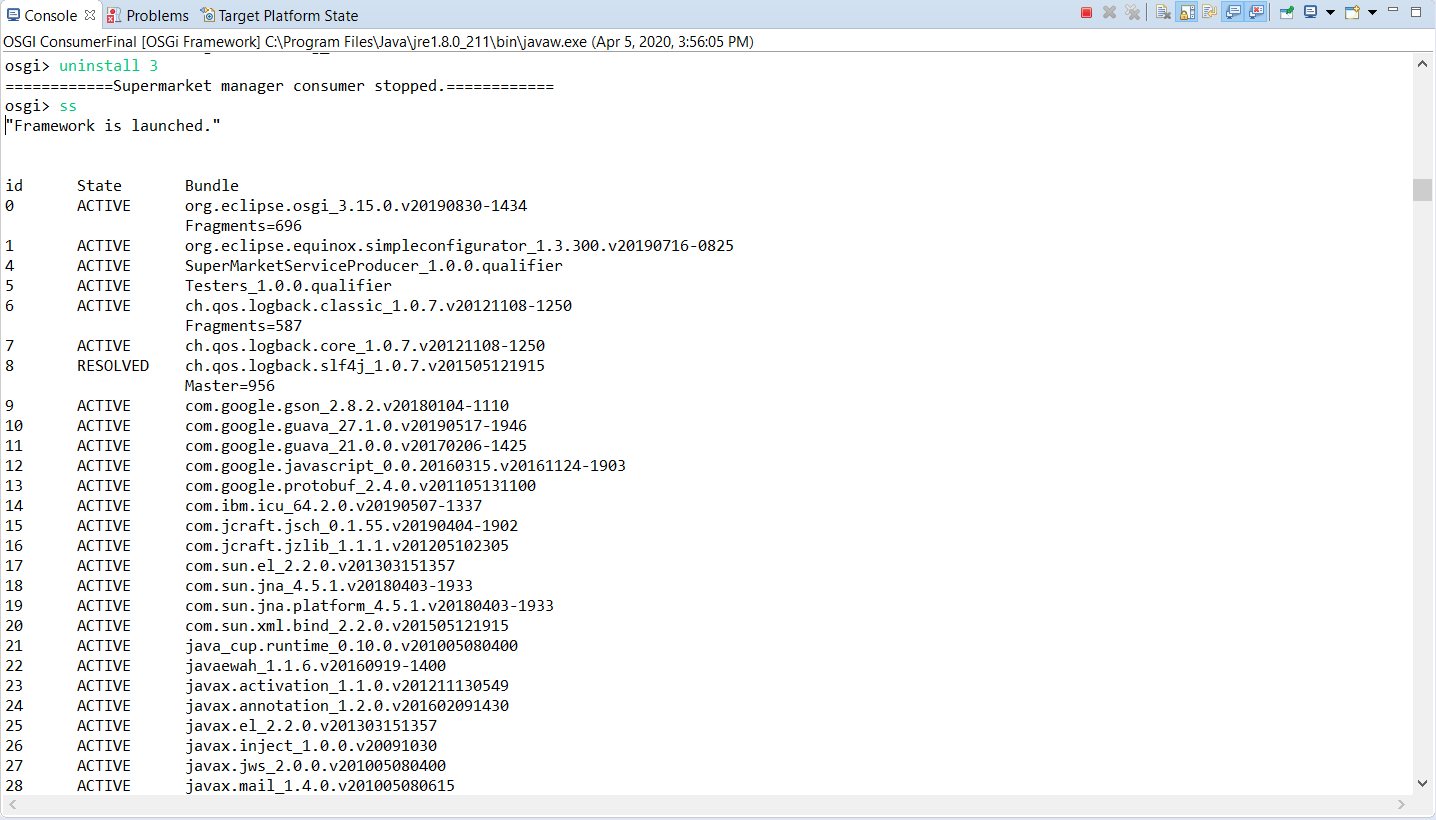 Console Problems Target Platform State
OSGI ConsumerFinal [OSGi Framework] C:\Program Files\Java\jre1.8.0_211\bin\javaw.exe (Apr 5, 2020, 3:56:05 PM)
osgi> uninstall 3
============Supermarket manager consumer stopped.============
osgi> ss
"Framework is launched."
id State Bundle
0 ACTIVE org.eclipse.osgi_3.15.0.v20190830-1434
Fragments=696
1 ACTIVE org.eclipse.equinox.simpleconfigurator_1.3.300.v20190716-0825
4 ACTIVE SuperMarketServiceProducer_1.0.0.qualifier
5 ACTIVE Testers_1.0.0.qualifier
6 ACTIVE ch.qos.logback.classic_1.0.7.v20121108-1250
Fragments=587
7 ACTIVE ch.qos.logback.core_1.0.7.v20121108-1250
8 RESOLVED ch.qos.logback.slf4j_1.0.7.v201505121915
Master=956
9 ACTIVE com.google.gson_2.8.2.v20180104-1110
10 ACTIVE com.google.guava_27.1.0.v20190517-1946
11 ACTIVE com.google.guava_21.0.0.v20170206-1425
12 ACTIVE com.google.javascript_0.0.20160315.v20161124-1903
13 ACTIVE com.google.protobuf_2.4.0.v201105131100
14 ACTIVE com.ibm.icu_64.2.0.v20190507-1337
15 ACTIVE com.jcraft.jsch_0.1.55.v20190404-1902
16 ACTIVE com.jcraft.jzlib_1.1.1.v201205102305
17 ACTIVE com.sun.el_2.2.0.v201303151357
18 ACTIVE com.sun.jna_4.5.1.v20180403-1933
19 ACTIVE com.sun.jna.platform_4.5.1.v20180403-1933
20 ACTIVE com.sun.xml.bind_2.2.0.v201505121915
21 ACTIVE java_cup.runtime_0.10.0.v201005080400
22 ACTIVE javaewah_1.1.6.v20160919-1400
23 ACTIVE javax.activation_1.1.0.v201211130549
24 ACTIVE javax.annotation_1.2.0.v201602091430
25 ACTIVE javax.el_2.2.0.v201303151357
26 ACTIVE javax.inject_1.0.0.v20091030
27 ACTIVE javax.jws_2.0.0.v201005080400
28 ACTIVE javax.mail_1.4.0.v201005080615